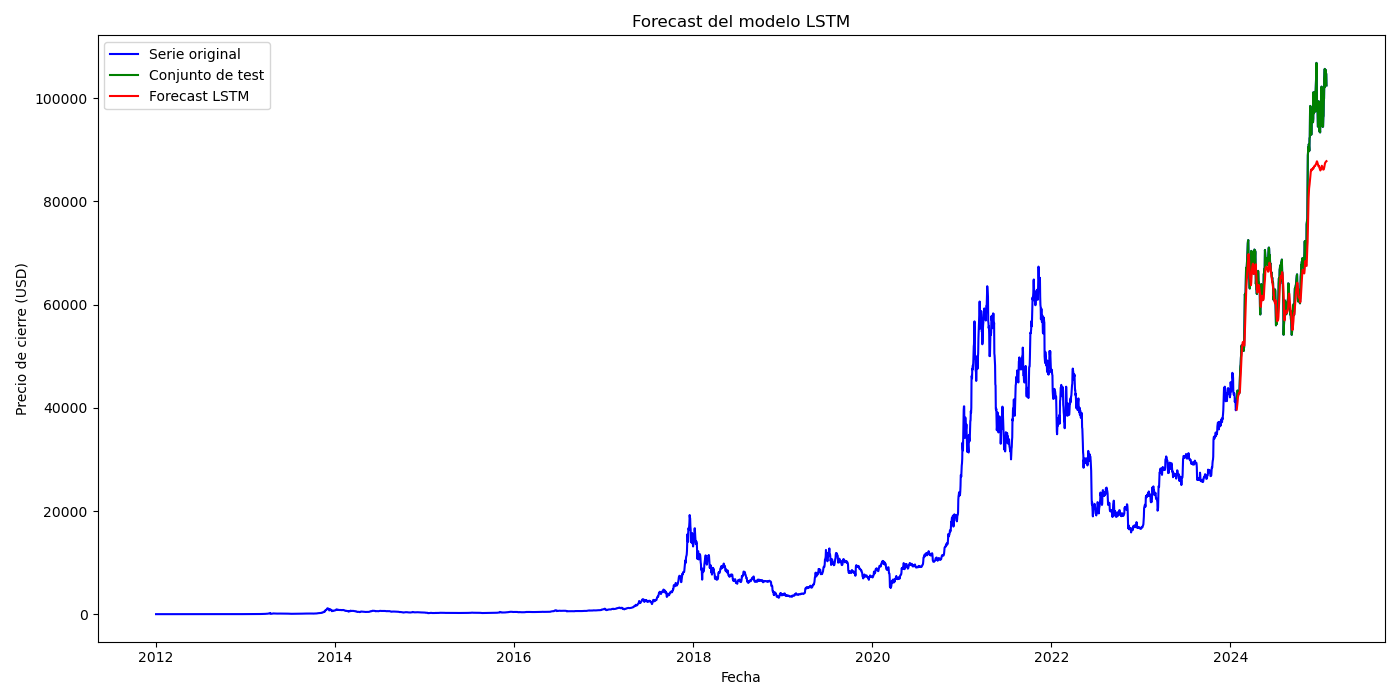 Forecast del modelo LSTM
Serie original
Conjunto de test
Forecast LSTM
Precio de cierre (USD)
100000
80000
60000
40000
20000
0
2012 2014 2016 2018 2020 2022 2024
Fecha